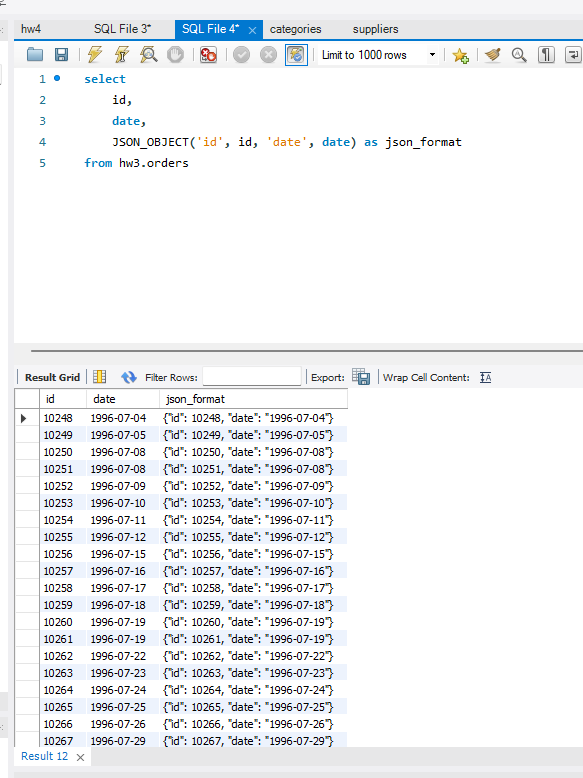 hw4 SQL File 3* SQL File 4* categories suppliers
Limit to 1000 rows
1 select
2 id,
3 date,
4 JSON_OBJECT('id', id, 'date', date) as json_format
5 from hw3.orders
Result Grid Filter Rows: Export: Wrap Cell Content:
id date json_format
10248 1996-07-04 {"id": 10248, "date": "1996-07-04"}
10249 1996-07-05 {"id": 10249, "date": "1996-07-05"}
10250 1996-07-08 {"id": 10250, "date": "1996-07-08"}
10251 1996-07-08 {"id": 10251, "date": "1996-07-08"}
10252 1996-07-09 {"id": 10252, "date": "1996-07-09"}
10253 1996-07-10 {"id": 10253, "date": "1996-07-10"}
10254 1996-07-11 {"id": 10254, "date": "1996-07-11"}
10255 1996-07-12 {"id": 10255, "date": "1996-07-12"}
10256 1996-07-15 {"id": 10256, "date": "1996-07-15"}
10257 1996-07-16 {"id": 10257, "date": "1996-07-16"}
10258 1996-07-17 {"id": 10258, "date": "1996-07-17"}
10259 1996-07-18 {"id": 10259, "date": "1996-07-18"}
10260 1996-07-19 {"id": 10260, "date": "1996-07-19"}
10261 1996-07-19 {"id": 10261, "date": "1996-07-19"}
10262 1996-07-22 {"id": 10262, "date": "1996-07-22"}
10263 1996-07-23 {"id": 10263, "date": "1996-07-23"}
10264 1996-07-24 {"id": 10264, "date": "1996-07-24"}
10265 1996-07-25 {"id": 10265, "date": "1996-07-25"}
10266 1996-07-26 {"id": 10266, "date": "1996-07-26"}
10267 1996-07-29 {"id": 10267, "date": "1996-07-29"}
Result 12